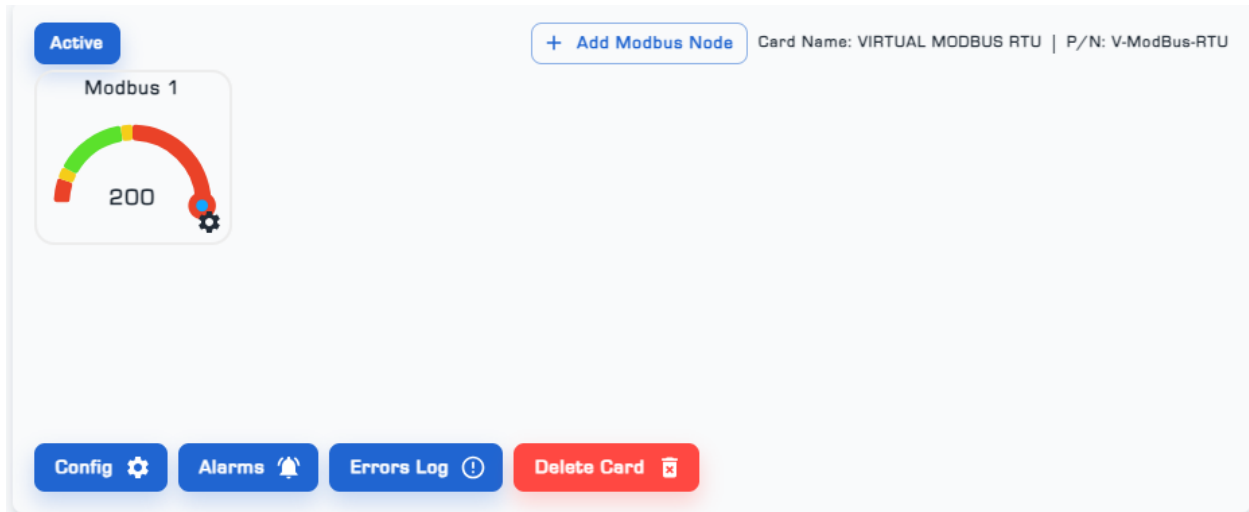 Active
+ Add Modbus Node
Card Name: VIRTUAL MODBUS RTU | P/N: V-ModBus-RTU
Modbus 1
200
Config
Alarms
Errors Log
Delete Card